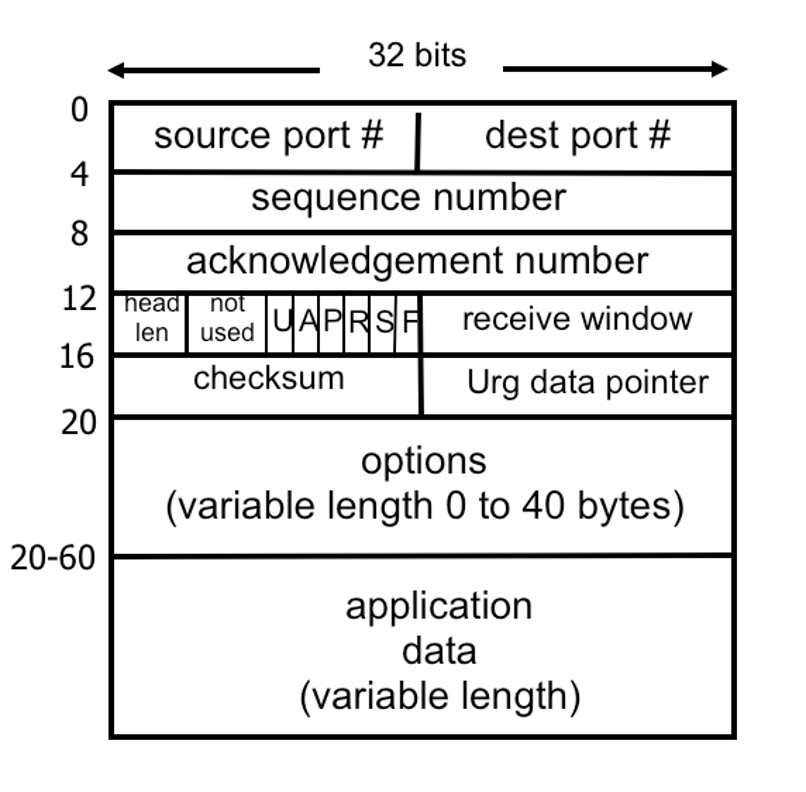 32 bits
0
source port # dest port #
4
sequence number
8
acknowledgement number
12
head not
len used U A P R S F receive window
16
checksum Urg data pointer
20
options
(variable length 0 to 40 bytes)
20-60
application
data
(variable length)